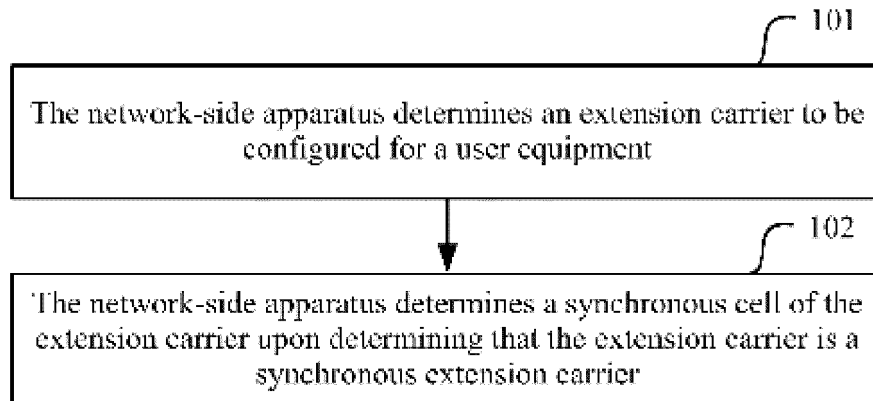 101
The network-side apparatus determines an extension carrier to be
configured for a user equipment
102
The network-side apparatus determines a synchronous cell of the
extension carrier upon determining that the extension carrier is a
synchronous extension carrier